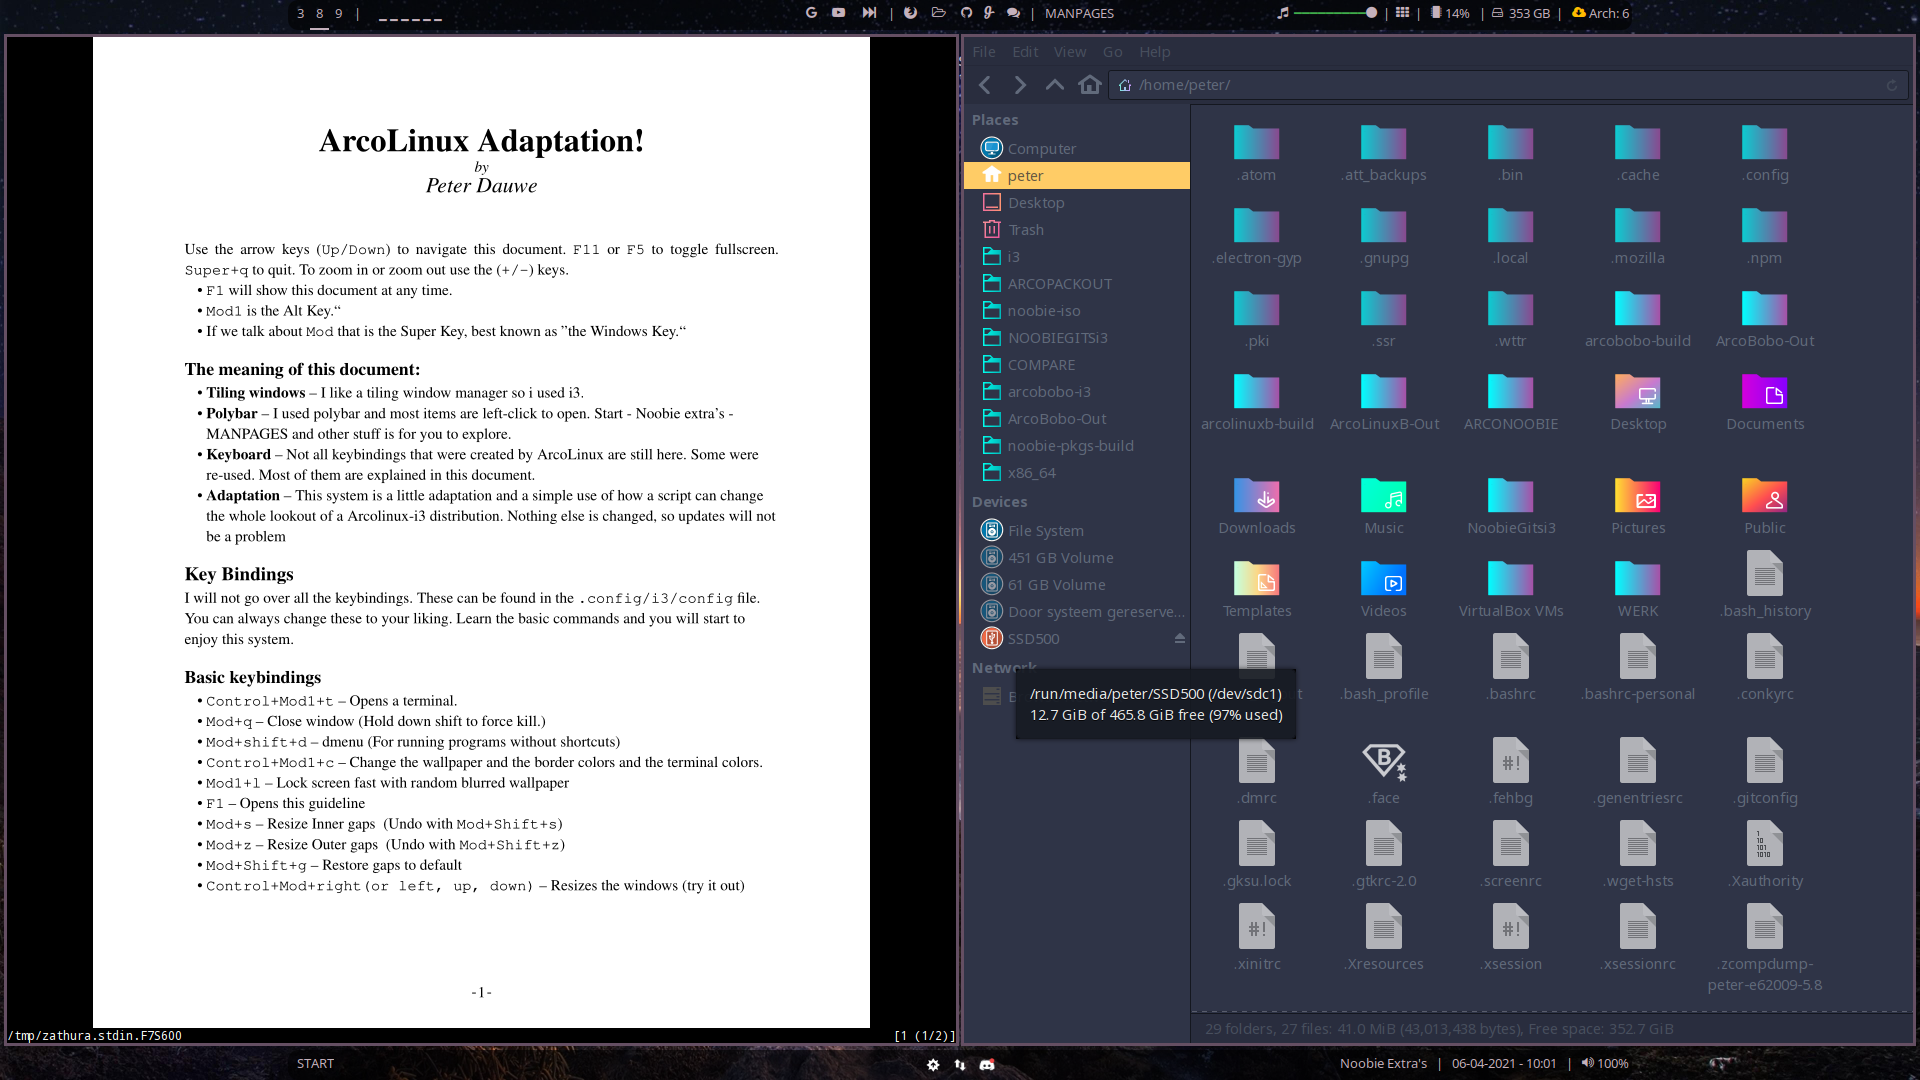 3 8 9 |
G | | MANPAGES
| | 14% | 353 GB | Arch: 6
ArcoLinux Adaptation!
by
Peter Dauwe
Use the arrow keys (Up/Down) to navigate this document. F11 or F5 to toggle fullscreen.
Super+q to quit. To zoom in or zoom out use the (+/-) keys.
• F1 will show this document at any time.
• Mod1 is the Alt Key.“
• If we talk about Mod that is the Super Key, best known as ”the Windows Key.“
The meaning of this document:
• Tiling windows – I like a tiling window manager so i used i3.
• Polybar – I used polybar and most items are left-click to open. Start - Noobie extra’s -
MANPAGES and other stuff is for you to explore.
• Keyboard – Not all keybindings that were created by ArcoLinux are still here. Some were
re-used. Most of them are explained in this document.
• Adaptation – This system is a little adaptation and a simple use of how a script can change
the whole lookout of a Arcolinux-i3 distribution. Nothing else is changed, so updates will not
be a problem
Key Bindings
I will not go over all the keybindings. These can be found in the .config/i3/config file.
You can always change these to your liking. Learn the basic commands and you will start to
enjoy this system.
Basic keybindings
• Control+Mod1+t – Opens a terminal.
• Mod+q – Close window (Hold down shift to force kill.)
• Mod+shift+d – dmenu (For running programs without shortcuts)
• Control+Mod1+c – Change the wallpaper and the border colors and the terminal colors.
• Mod1+l – Lock screen fast with random blurred wallpaper
• F1 – Opens this guideline
• Mod+s – Resize Inner gaps (Undo with Mod+Shift+s)
• Mod+z – Resize Outer gaps (Undo with Mod+Shift+z)
• Mod+Shift+g – Restore gaps to default
• Control+Mod+right(or left, up, down) – Resizes the windows (try it out)
-1-
/tmp/zathura.stdin.F7S600 [1 (1/2)]
File Edit View Go Help
/home/peter/
Places
Computer
peter
Desktop
Trash
i3
ARCOPACKOUT
noobie-iso
NOOBIEGITSi3
COMPARE
arcobobo-i3
ArcoBobo-Out
noobie-pkgs-build
x86_64
Devices
File System
451 GB Volume
61 GB Volume
Door systeem gereserve...
SSD500
Network
/run/media/peter/SSD500 (/dev/sdc1)
12.7 GiB of 465.8 GiB free (97% used)
.atom .att_backups .bin .cache .config
.electron-gyp .gnupg .local .mozilla .npm
.pki .ssr .wttr arcobobo-build ArcoBobo-Out
arcolinuxb-build ArcoLinuxB-Out ARCONOOBIE Desktop Documents
Downloads Music NoobieGitsi3 Pictures Public
Templates Videos VirtualBox VMs WERK .bash_history
.bash_profile .bashrc .bashrc-personal .conkyrc
B
#!
.dmrc .face .fehbg .genentriesrc .gitconfig
1
10
101
1010
.gksu.lock .gtkrc-2.0 .screenrc .wget-hsts .Xauthority
#! #!
.xinitrc .Xresources .xsession .xsessionrc .zcompdump-
peter-e62009-5.8
29 folders, 27 files: 41.0 MiB (43,013,438 bytes), Free space: 352.7 GiB
START
Noobie Extra's | 06-04-2021 - 10:01 | 100%